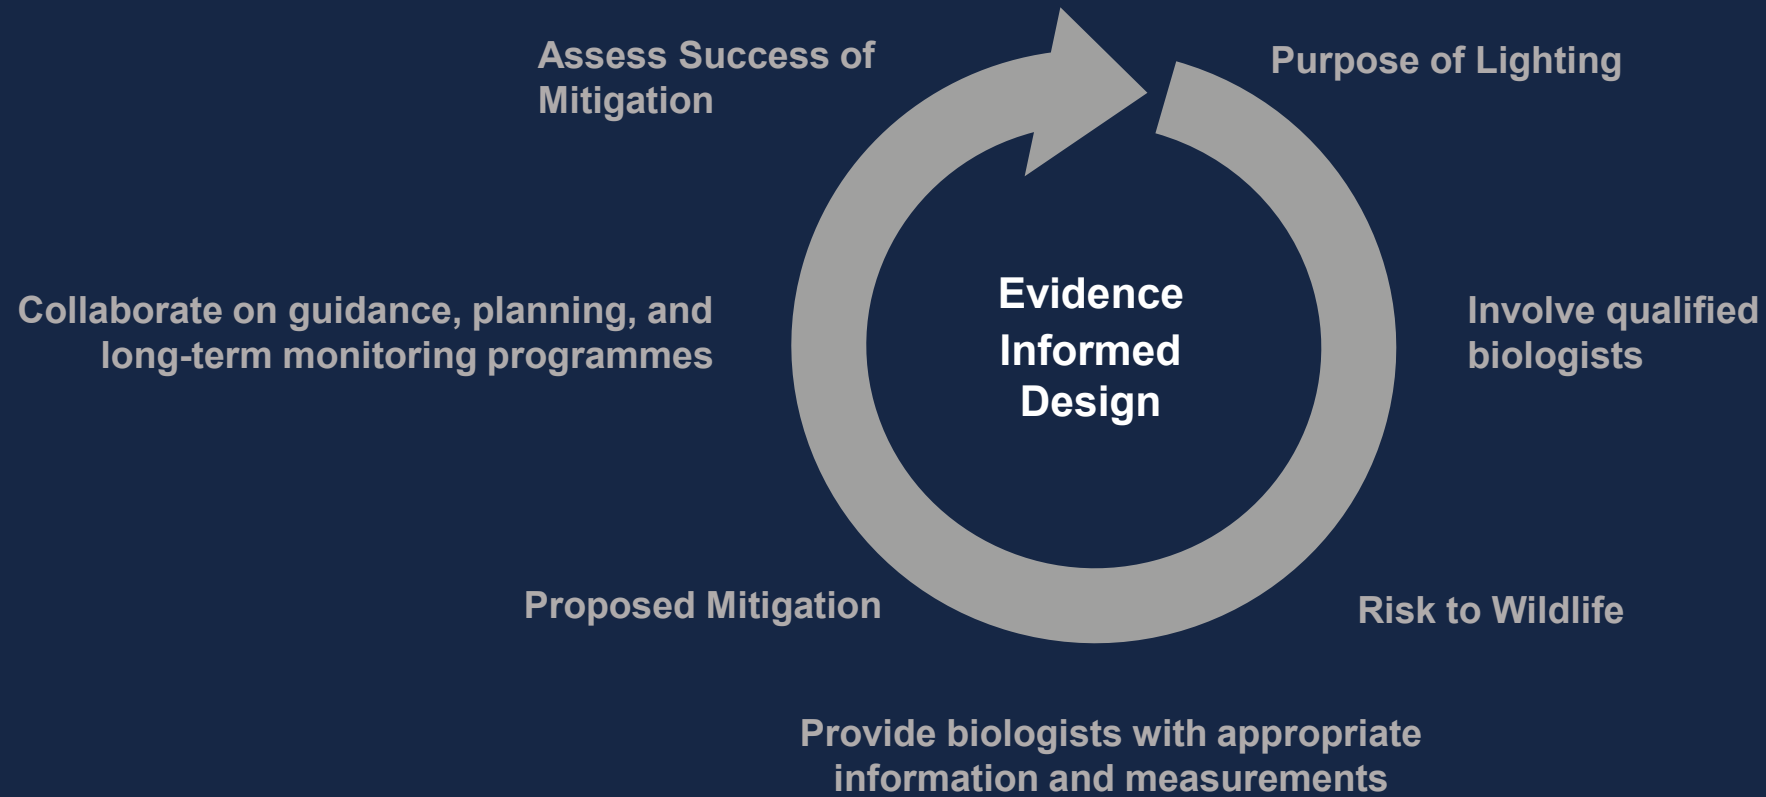 Assess Success of
Mitigation
Purpose of Lighting
Collaborate on guidance, planning, and
long-term monitoring programmes
Evidence
Informed
Design
Involve qualified
biologists
Proposed Mitigation
Risk to Wildlife
Provide biologists with appropriate
information and measurements